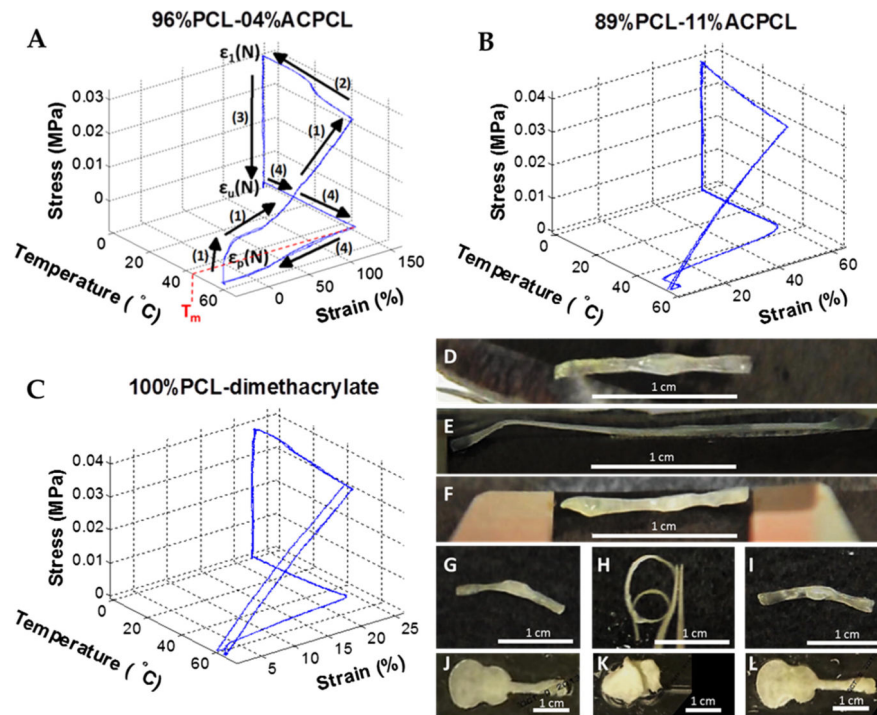 A
96%PCL-04%ACPCL
ε1(N)
(2)
(3)
(1)
(4)
εu(N)
(4)
(1)
(1)
εp(N)
(4)
Tm
Stress (MPa)
0.03
0.02
0.01
0
Temperature (°C)
0
20
40
60
Strain (%)
0
50
100
150
B
89%PCL-11%ACPCL
Stress (MPa)
0.04
0.03
0.02
0.01
0
Temperature (°C)
0
20
40
60
Strain (%)
20
40
60
C
100%PCL-dimethacrylate
Stress (MPa)
0.04
0.03
0.02
0.01
0
Temperature (°C)
0
20
40
60
Strain (%)
5
10
15
20
25
D
1 cm
E
1 cm
F
1 cm
G
1 cm
H
1 cm
I
1 cm
J
1 cm
K
1 cm
L
1 cm